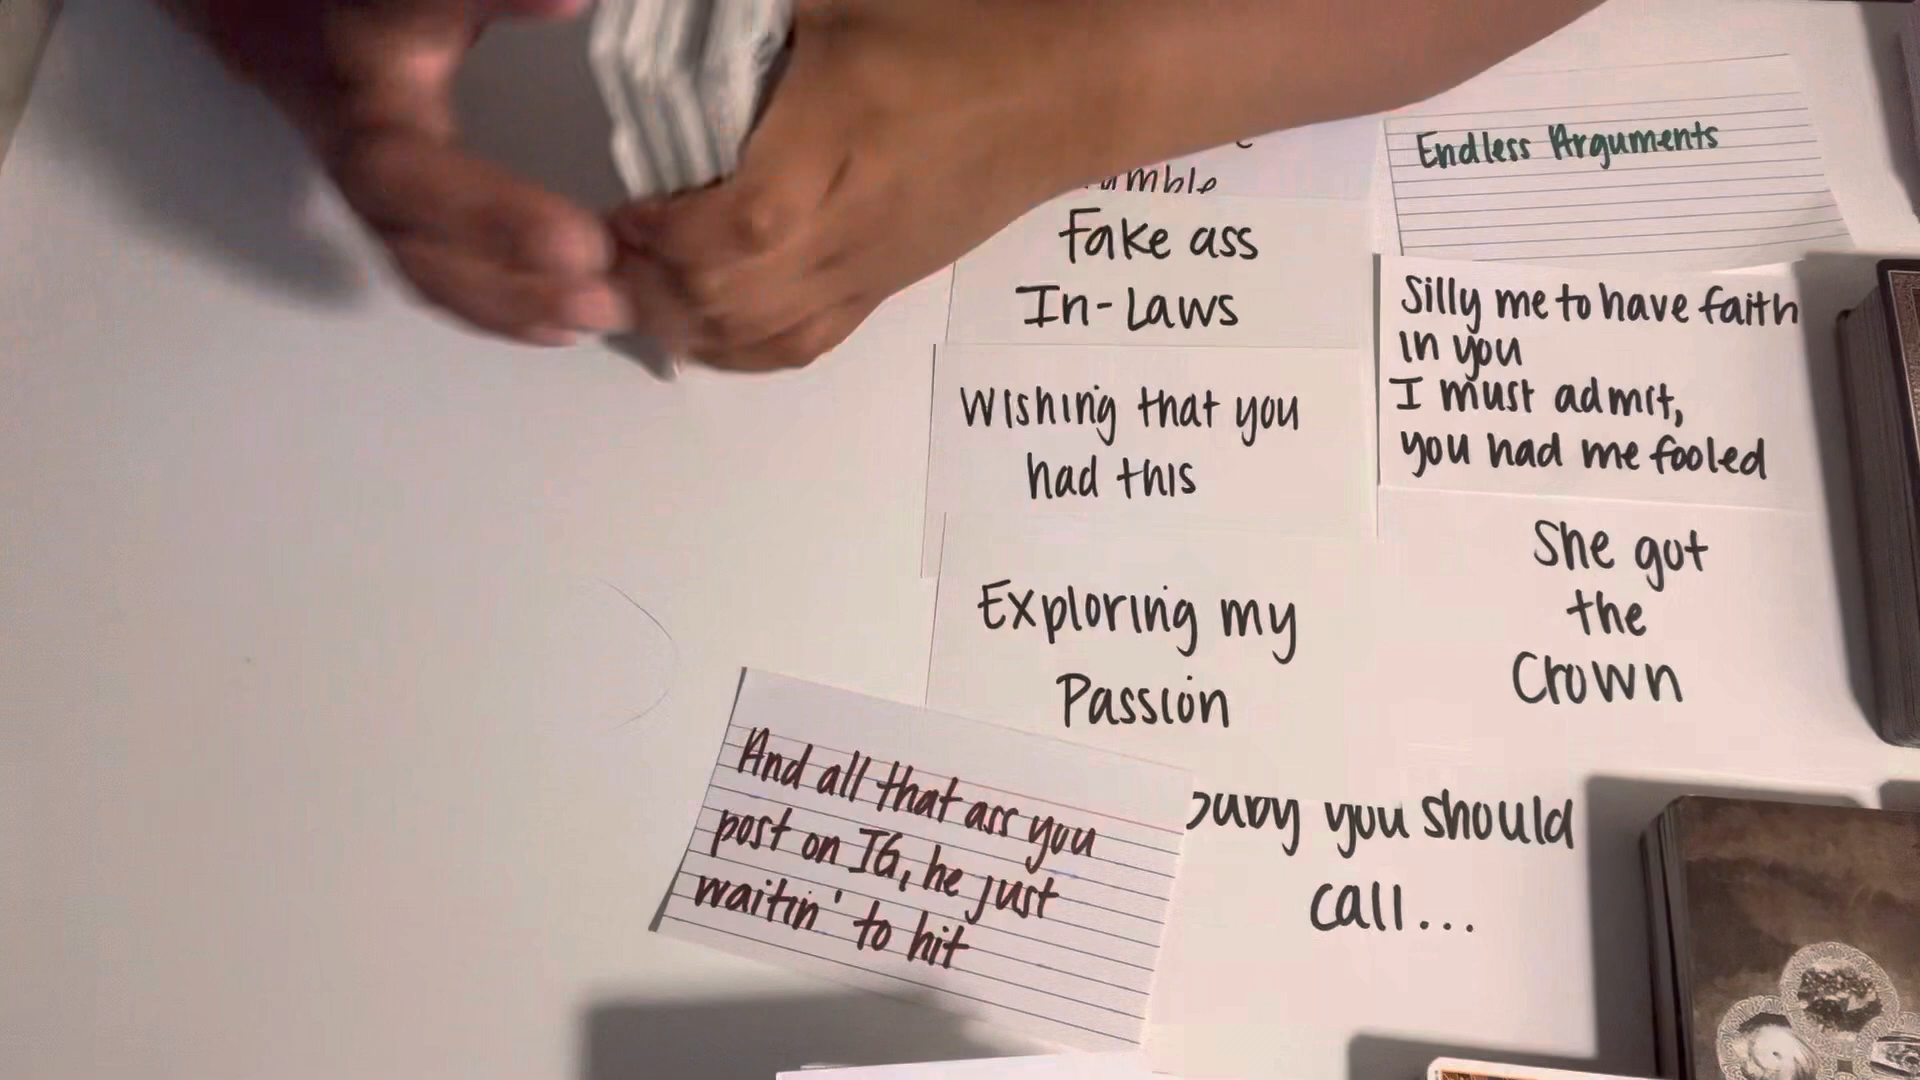 Endless Arguments
Fake ass
In-Laws
Silly me to have faith
in you
I must admit,
you had me fooled
Wishing that you
had this
She got
the
Crown
Exploring my
Passion
And all that ass you
post on IG, he just
waitin' to hit
you should
call...